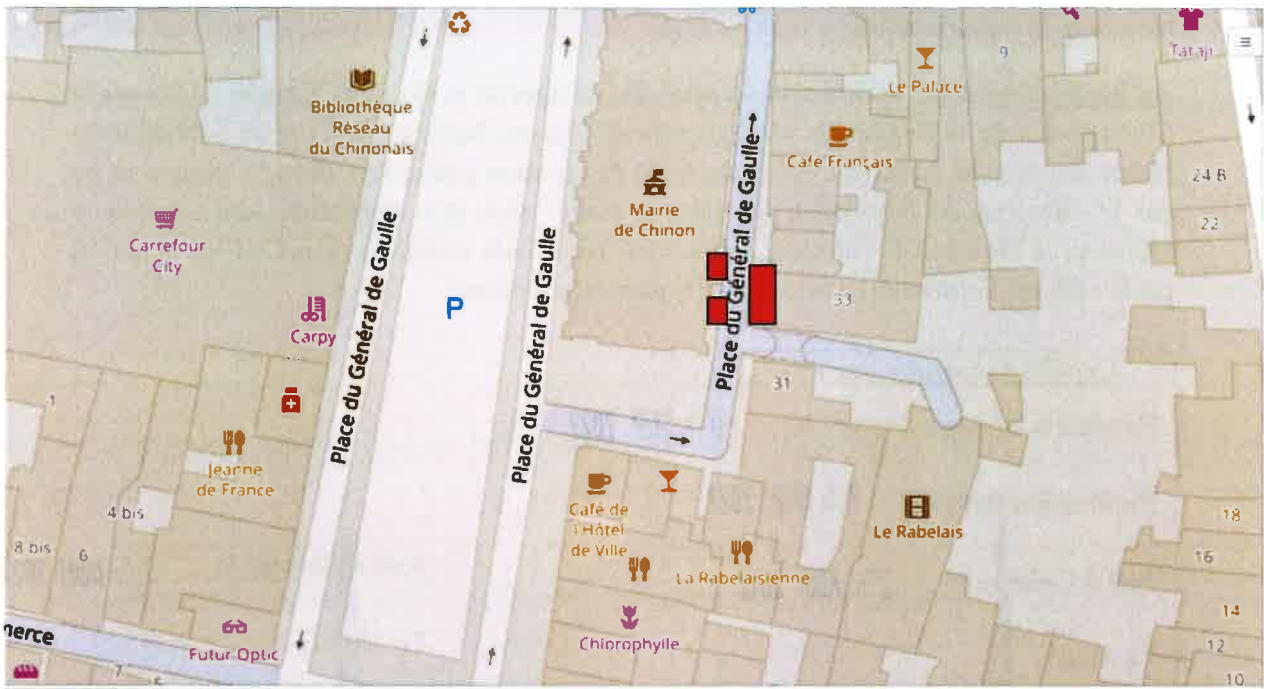 Bibliothèque
Réseau
du Chinonais
Le Palace
9
Tataji
Café Français
Mairie
de Chinon
24 B
22
Carrefour
City
Place du Général de Gaulle
Place du Général de Gaulle
Place du Général de Gaulle
P
Carpy
33
31
1
Jeanne
de France
4 bis
8 bis
6
Café de
l'Hôtel
de Ville
Le Rabelais
La Rabelaisienne
Chlorophylle
18
16
14
12
10
merce
Futur Optic
7